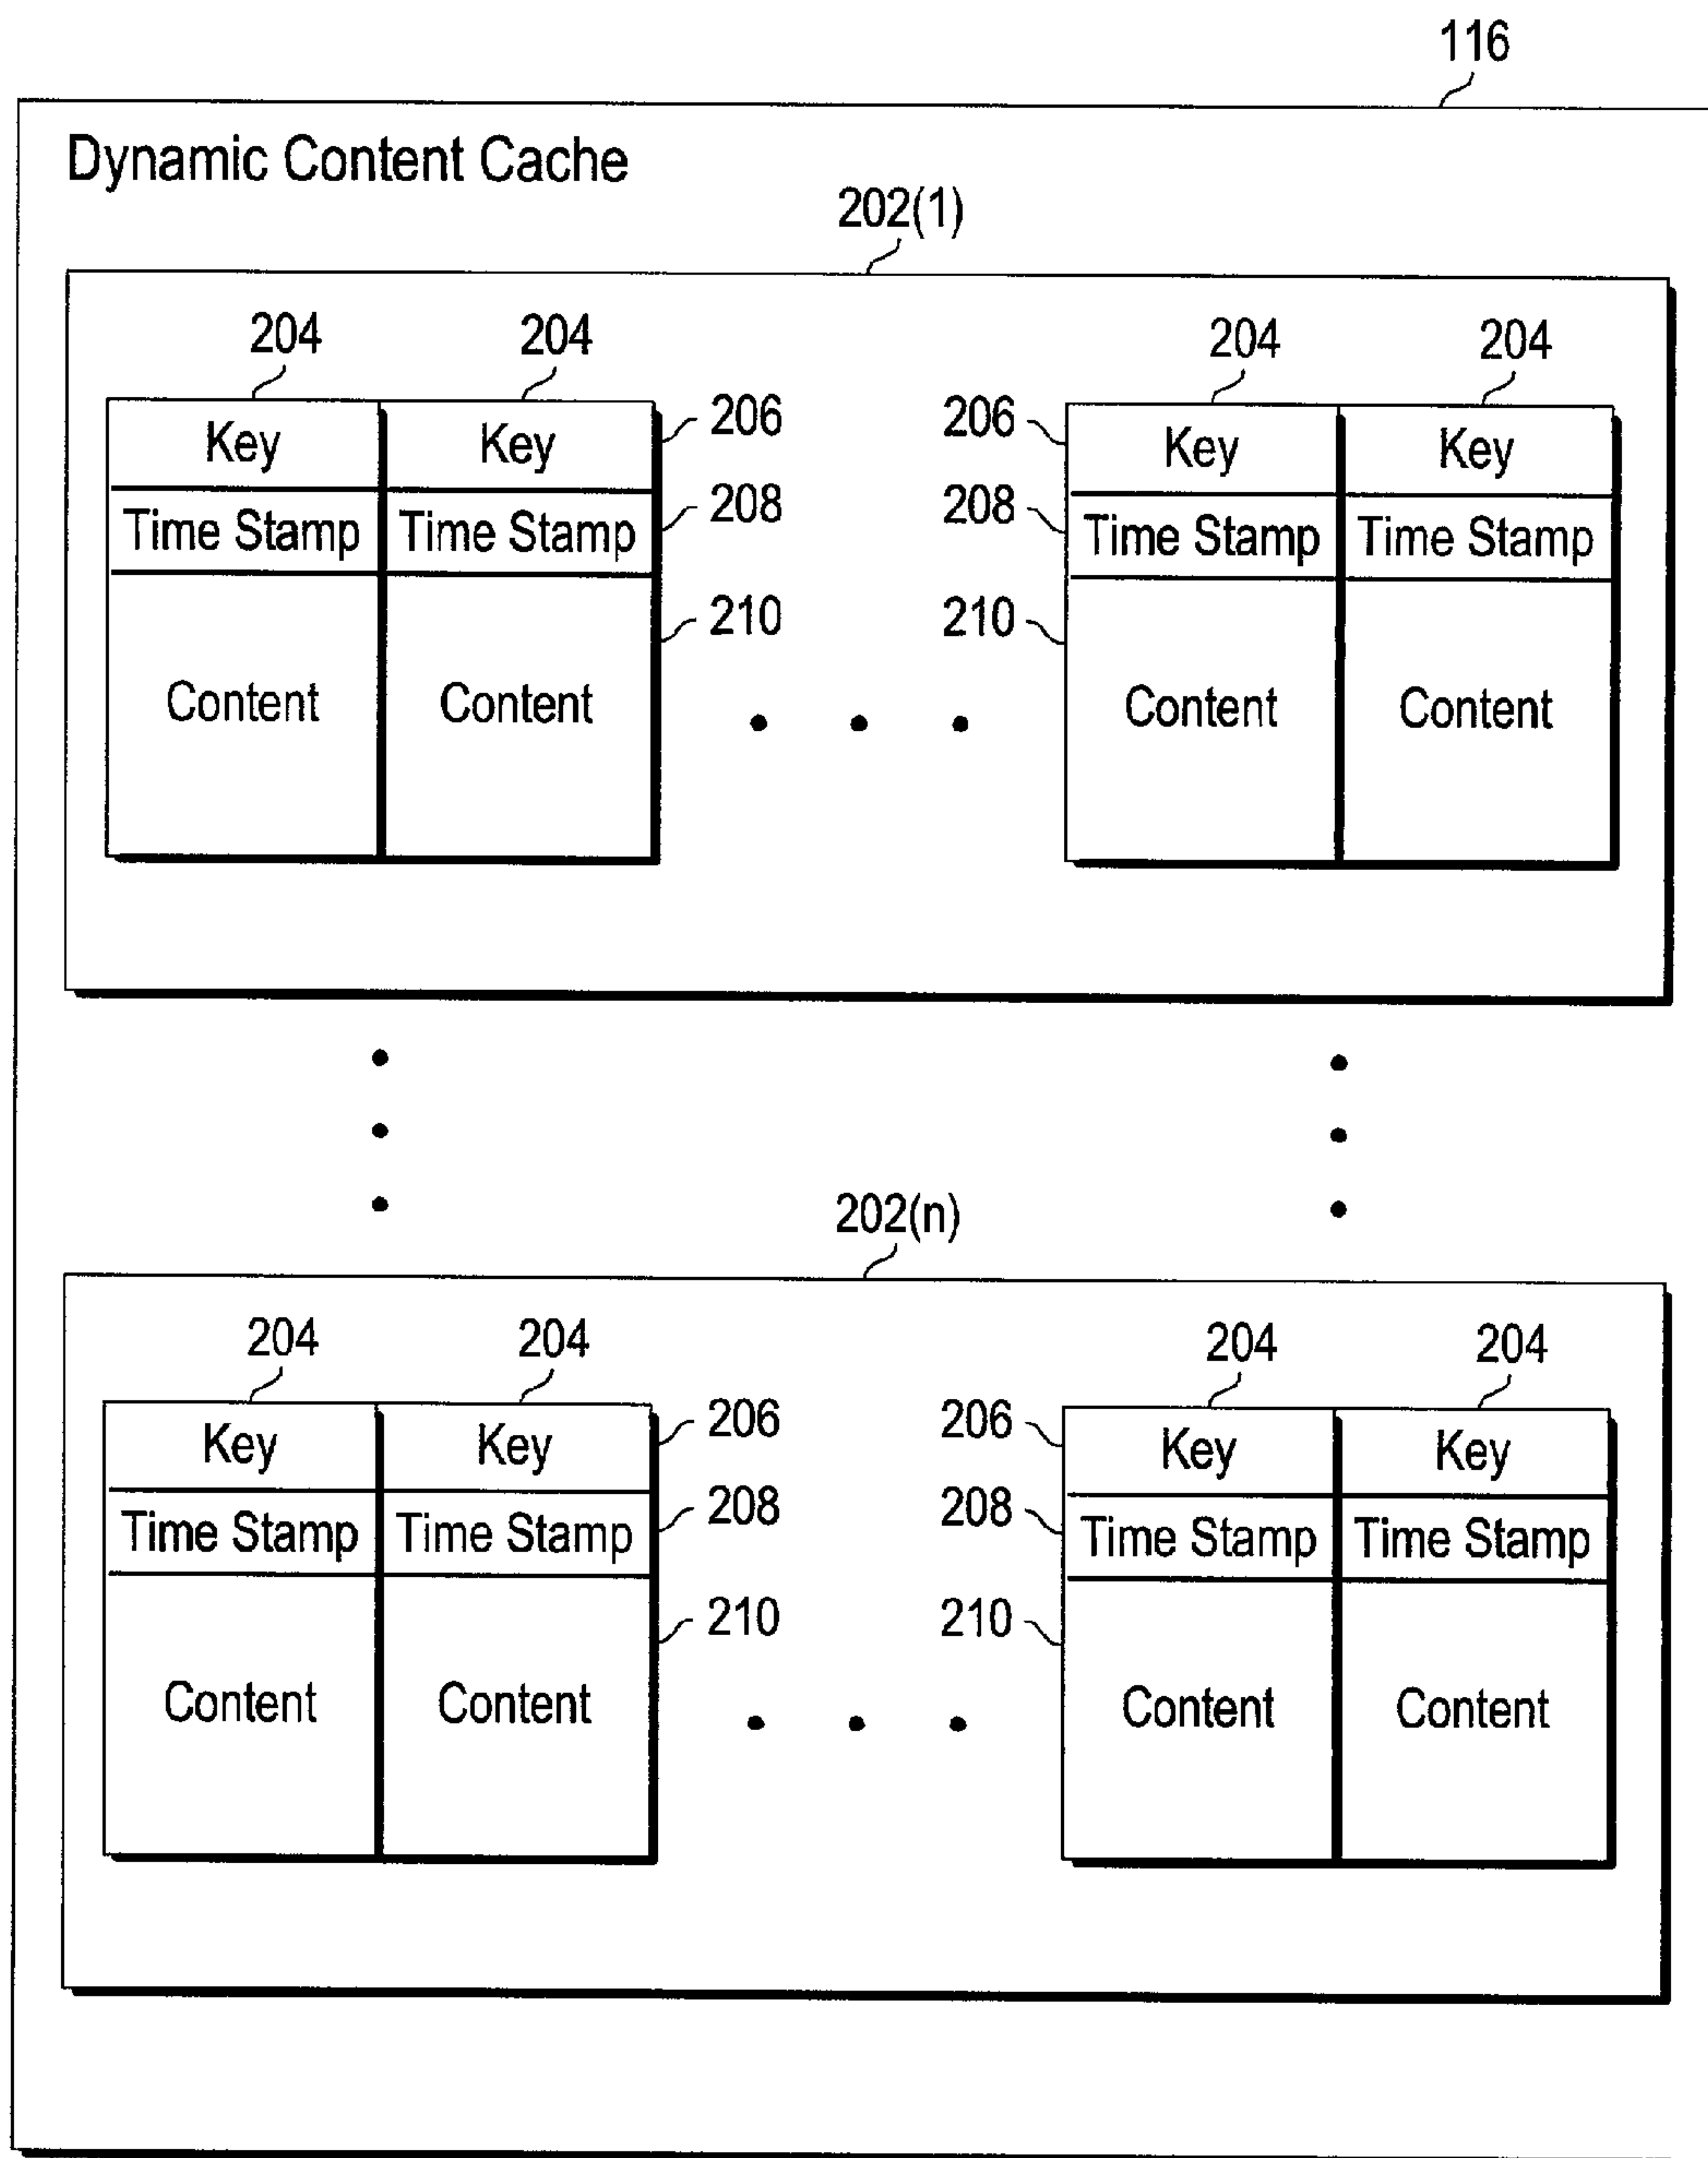 116
Dynamic Content Cache
202(1)
204 204 204 204
Key Key 206 206 Key Key
Time Stamp Time Stamp 208 208 Time Stamp Time Stamp
210 210
Content Content Content Content
202(n)
204 204 204 204
Key Key 206 206 Key Key
Time Stamp Time Stamp 208 208 Time Stamp Time Stamp
210 210
Content Content Content Content